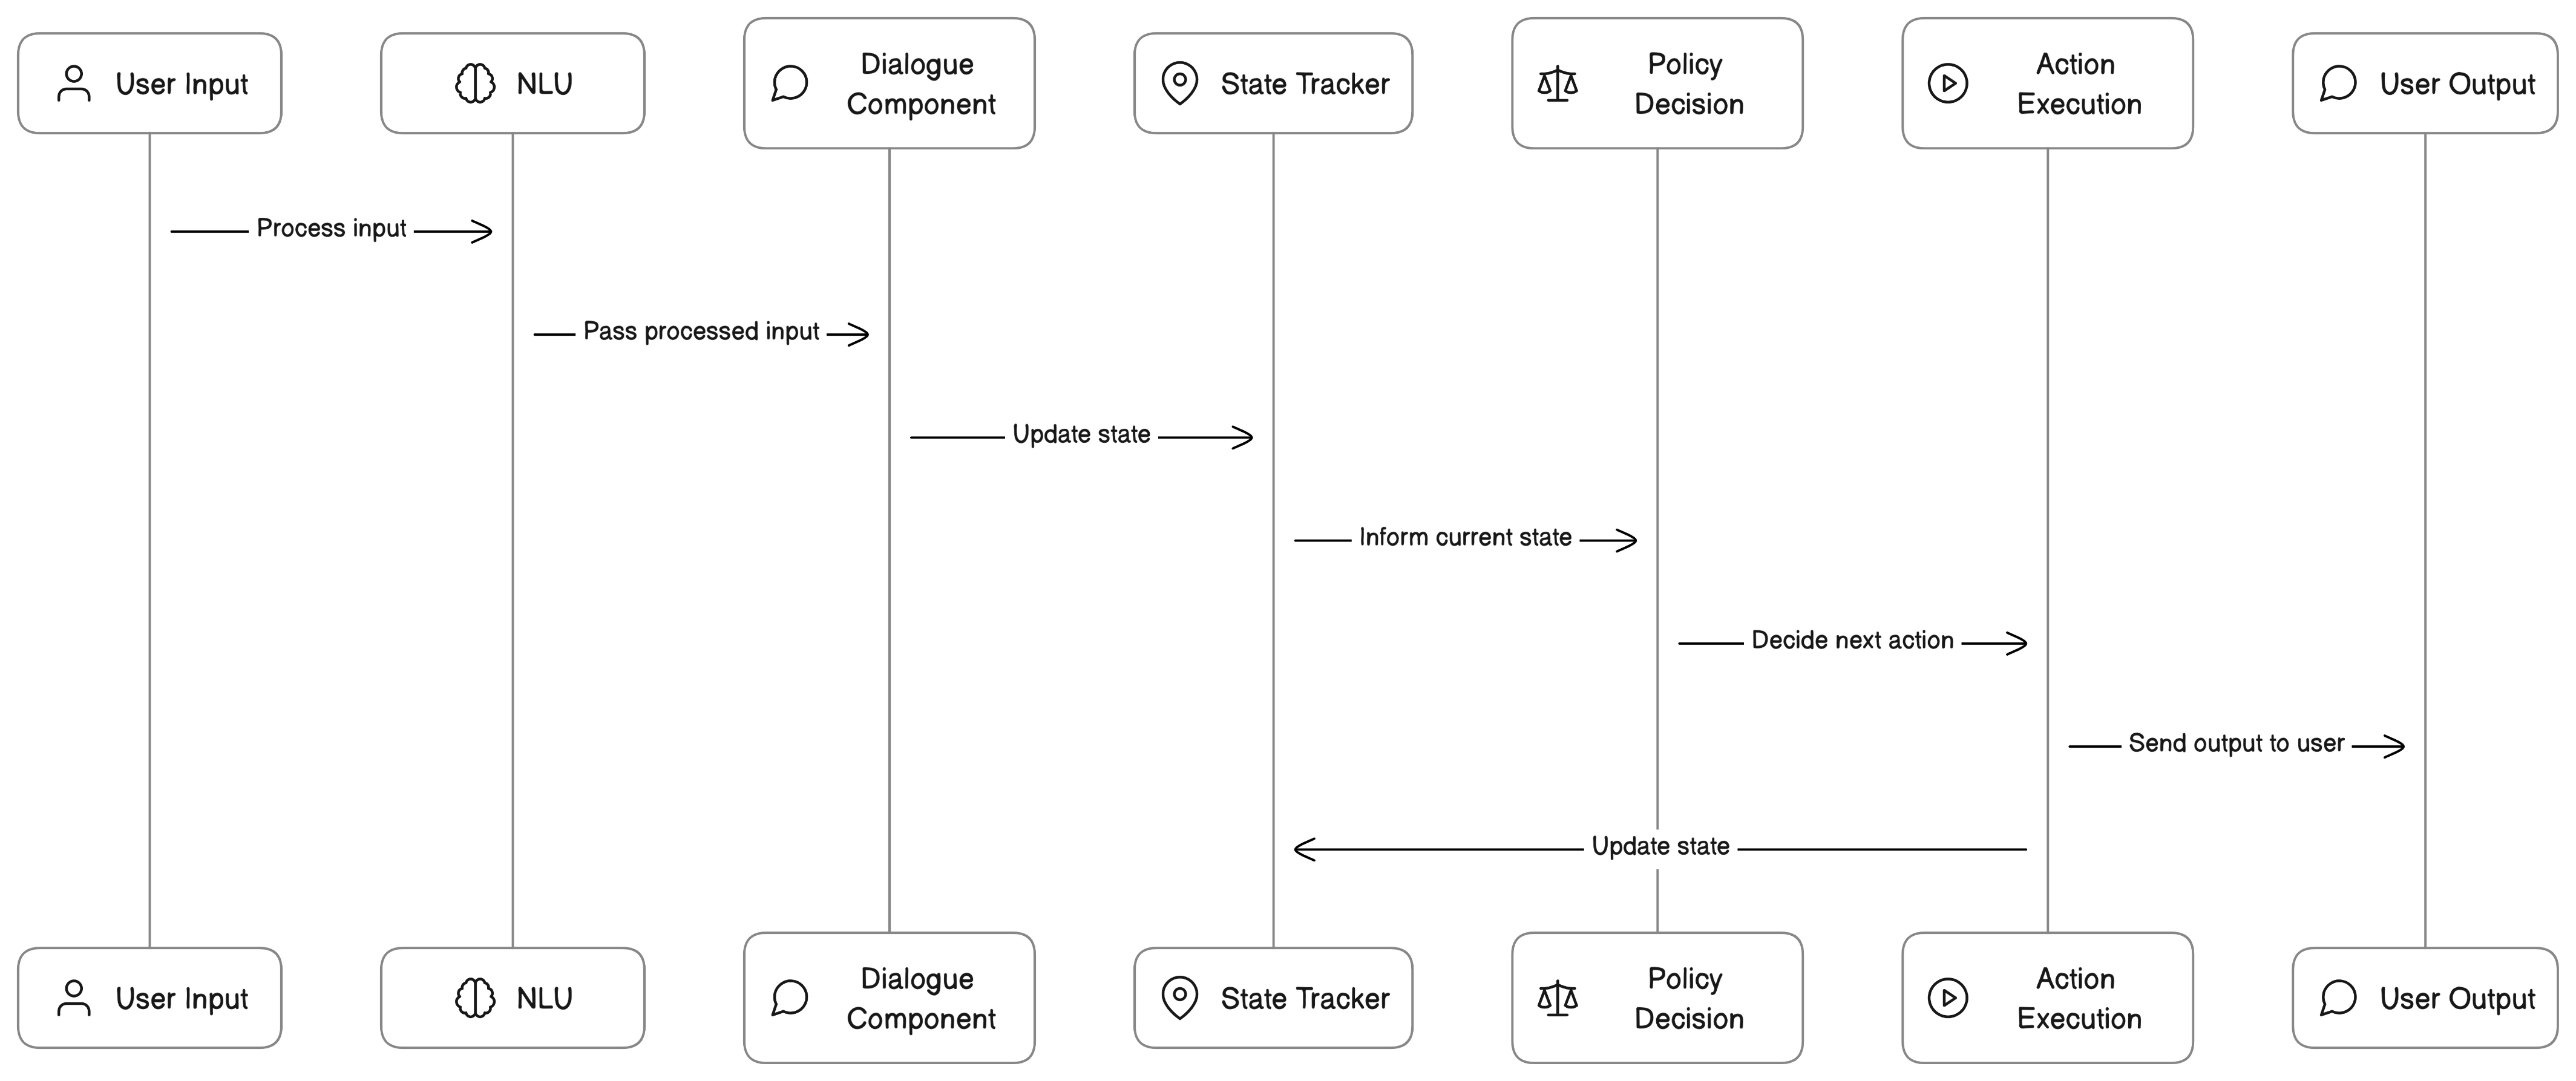 User Input
NLU
Dialogue
Component
State Tracker
Policy
Decision
Action
Execution
User Output
Process input
Pass processed input
Update state
Inform current state
Decide next action
Send output to user
Update state
User Input
NLU
Dialogue
Component
State Tracker
Policy
Decision
Action
Execution
User Output